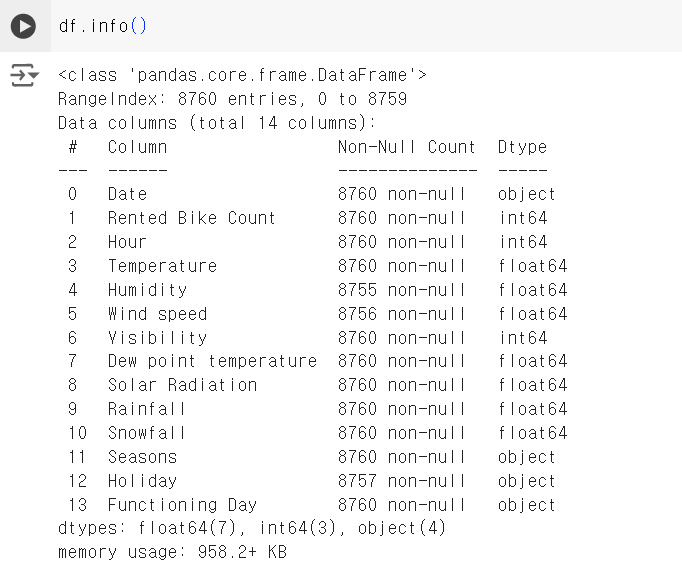 df.info()
<class 'pandas.core.frame.DataFrame'>
RangeIndex: 8760 entries, 0 to 8759
Data columns (total 14 columns):
 #   Column                 Non-Null Count  Dtype
---  ------                 --------------  -----
 0   Date                   8760 non-null   object
 1   Rented Bike Count      8760 non-null   int64
 2   Hour                   8760 non-null   int64
 3   Temperature            8760 non-null   float64
 4   Humidity               8755 non-null   float64
 5   Wind speed             8756 non-null   float64
 6   Visibility             8760 non-null   int64
 7   Dew point temperature  8760 non-null   float64
 8   Solar Radiation        8760 non-null   float64
 9   Rainfall               8760 non-null   float64
 10  Snowfall               8760 non-null   float64
 11  Seasons                8760 non-null   object
 12  Holiday                8757 non-null   object
 13  Functioning Day        8760 non-null   object
dtypes: float64(7), int64(3), object(4)
memory usage: 958.2+ KB